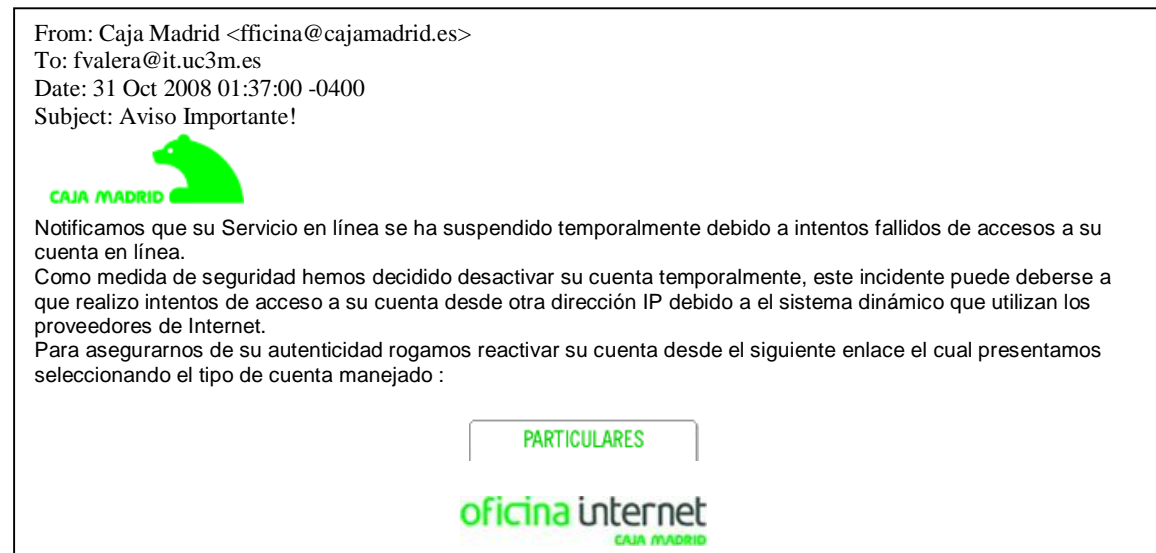 From: Caja Madrid <fficina@cajamadrid.es>
To: fvalera@it.uc3m.es
Date: 31 Oct 2008 01:37:00 -0400
Subject: Aviso Importante!
CAJA MADRID
Notificamos que su Servicio en línea se ha suspendido temporalmente debido a intentos fallidos de accesos a su
cuenta en línea.
Como medida de seguridad hemos decidido desactivar su cuenta temporalmente, este incidente puede deberse a
que realizo intentos de acceso a su cuenta desde otra dirección IP debido a el sistema dinámico que utilizan los
proveedores de Internet.
Para asegurarnos de su autenticidad rogamos reactivar su cuenta desde el siguiente enlace el cual presentamos
seleccionando el tipo de cuenta manejado :
PARTICULARES
oficina internet
CAJA MADRID